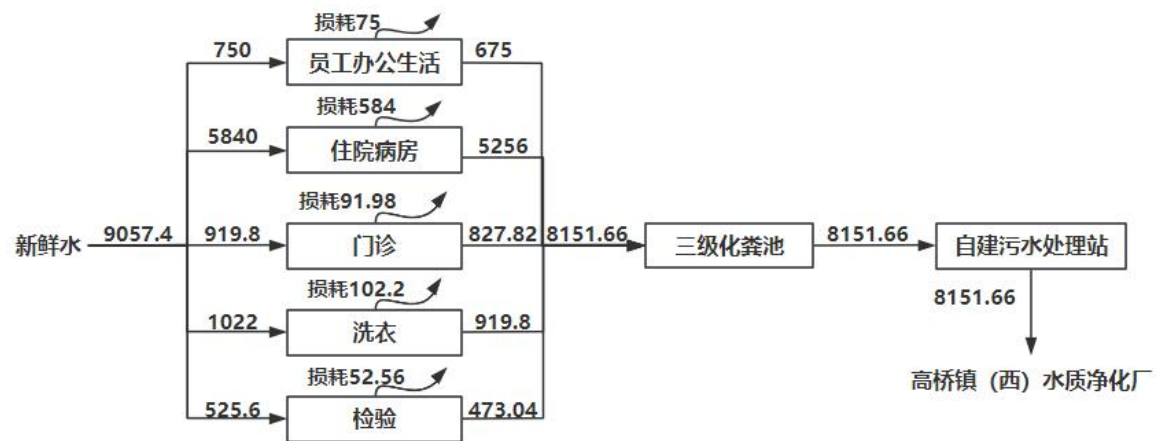 损耗75
750
员工办公生活
675
损耗584
5840
住院病房
5256
损耗91.98
新鲜水
9057.4
919.8
门诊
827.82
8151.66
三级化粪池
8151.66
自建污水处理站
损耗102.2
8151.66
1022
洗衣
919.8
损耗52.56
高桥镇（西）水质净化厂
525.6
检验
473.04